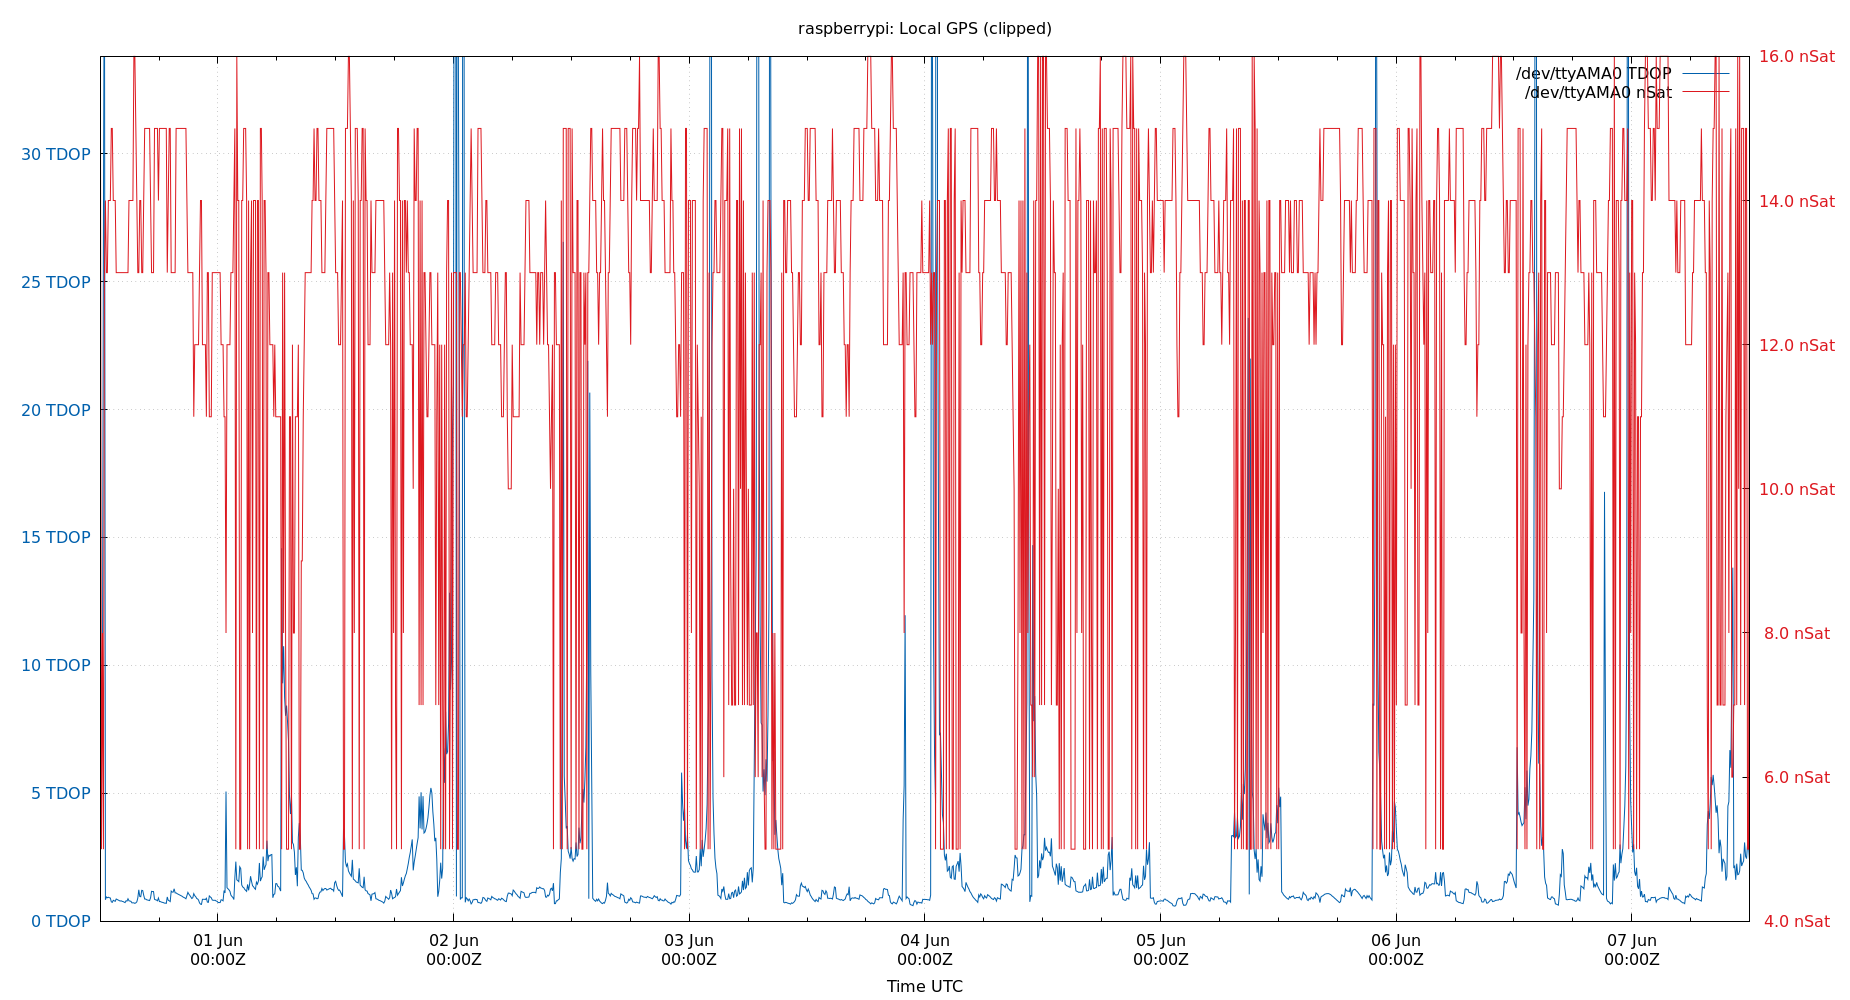 raspberrypi: Local GPS (clipped)
16.0 nSat
/dev/ttyAMA0 TDOP
/dev/ttyAMA0 nSat
30 TDOP
14.0 nSat
25 TDOP
12.0 nSat
20 TDOP
10.0 nSat
15 TDOP
8.0 nSat
10 TDOP
6.0 nSat
5 TDOP
0 TDOP
4.0 nSat
01 Jun 02 Jun 03 Jun 04 Jun 05 Jun 06 Jun 07 Jun
00:00Z 00:00Z 00:00Z 00:00Z 00:00Z 00:00Z 00:00Z
Time UTC